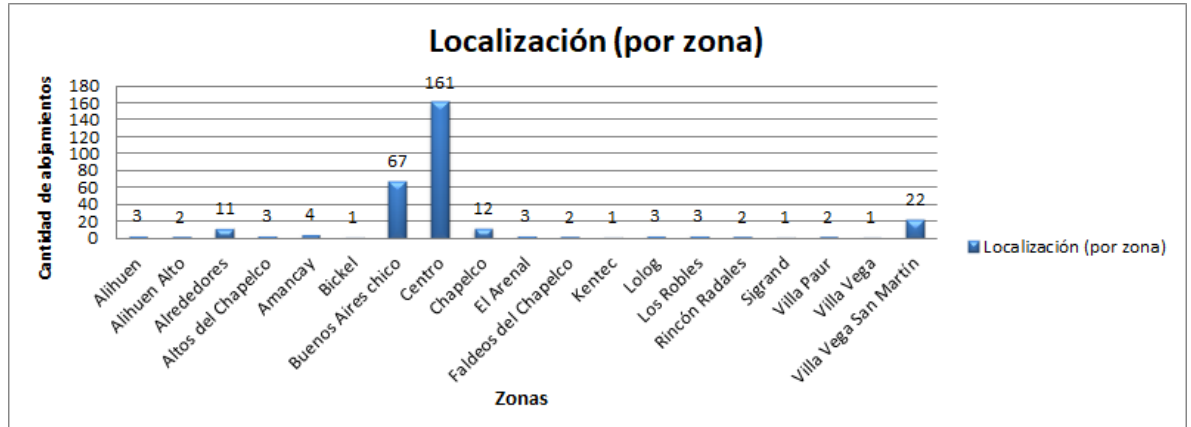 Localización (por zona)
Cantidad de alojamientos
180
160
140
120
100
80
60
40
20
0
3
2
11
3
4
1
67
161
12
3
2
1
3
3
2
1
2
1
22
Alihuen
Alihuen Alto
Alrededores
Altos del Chapelco
Amancay
Bickel
Buenos Aires chico
Centro
Chapelco
El Arenal
Faldeos del Chapelco
Kentec
Lolog
Los Robles
Rincón Radales
Sigrand
Villa Paur
Villa Vega
Villa Vega San Martín
Zonas
Localización (por zona)